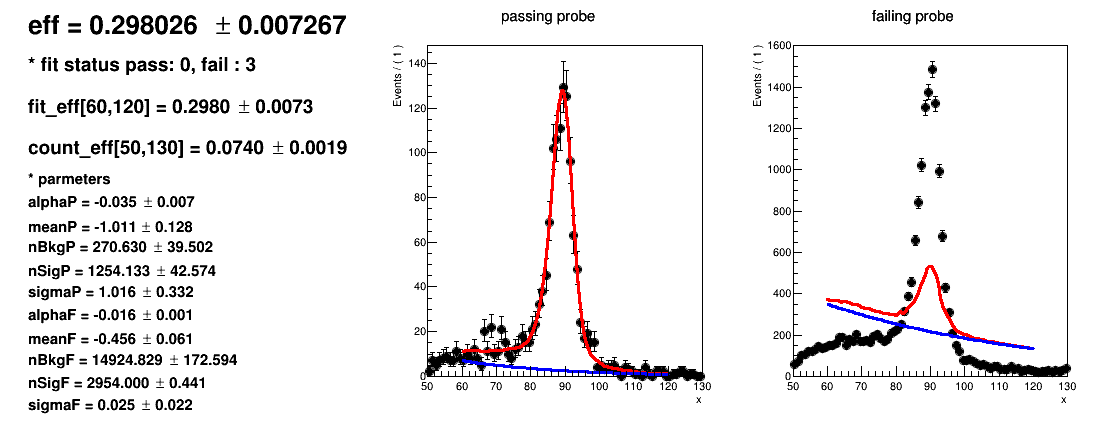 eff = 0.298026 ± 0.007267
* fit status pass: 0, fail : 3
fit_eff[60,120] = 0.2980 ± 0.0073
count_eff[50,130] = 0.0740 ± 0.0019
* parmeters
alphaP = -0.035 ± 0.007
meanP = -1.011 ± 0.128
nBkgP = 270.630 ± 39.502
nSigP = 1254.133 ± 42.574
sigmaP = 1.016 ± 0.332
alphaF = -0.016 ± 0.001
meanF = -0.456 ± 0.061
nBkgF = 14924.829 ± 172.594
nSigF = 2954.000 ± 0.441
sigmaF = 0.025 ± 0.022
passing probe
Events / ( 1 )
140
120
100
80
60
40
20
0
50 60 70 80 90 100 110 120 130
x
failing probe
Events / ( 1 )
1600
1400
1200
1000
800
600
400
200
0
50 60 70 80 90 100 110 120 130
x